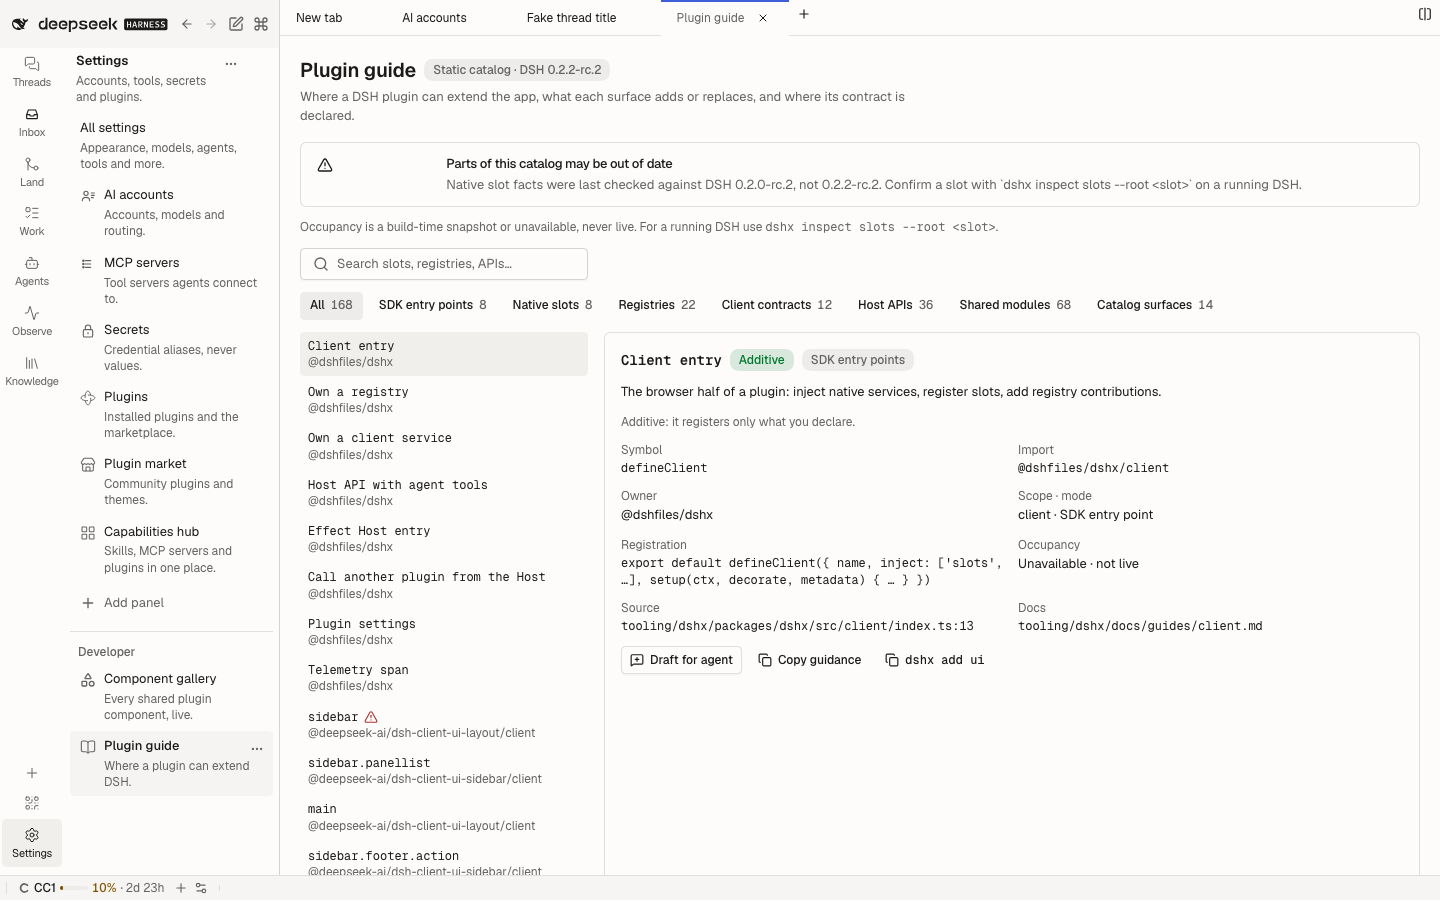 deepseek HARNESS
New tab
AI accounts
Fake thread title
Plugin guide
Threads
Inbox
Land
Work
Agents
Observe
Knowledge
Settings
Settings
Accounts, tools, secrets
and plugins.
All settings
Appearance, models, agents,
tools and more.
AI accounts
Accounts, models and
routing.
MCP servers
Tool servers agents connect
to.
Secrets
Credential aliases, never
values.
Plugins
Installed plugins and the
marketplace.
Plugin market
Community plugins and
themes.
Capabilities hub
Skills, MCP servers and
plugins in one place.
Add panel
Developer
Component gallery
Every shared plugin
component, live.
Plugin guide
Where a plugin can extend
DSH.
Plugin guide
Static catalog · DSH 0.2.2-rc.2
Where a DSH plugin can extend the app, what each surface adds or replaces, and where its contract is
declared.
Parts of this catalog may be out of date
Native slot facts were last checked against DSH 0.2.0-rc.2, not 0.2.2-rc.2. Confirm a slot with `dshx inspect slots --root <slot>` on a running DSH.
Occupancy is a build-time snapshot or unavailable, never live. For a running DSH use dshx inspect slots --root <slot>.
Search slots, registries, APIs…
All 168
SDK entry points 8
Native slots 8
Registries 22
Client contracts 12
Host APIs 36
Shared modules 68
Catalog surfaces 14
Client entry
@dshfiles/dshx
Own a registry
@dshfiles/dshx
Own a client service
@dshfiles/dshx
Host API with agent tools
@dshfiles/dshx
Effect Host entry
@dshfiles/dshx
Call another plugin from the Host
@dshfiles/dshx
Plugin settings
@dshfiles/dshx
Telemetry span
@dshfiles/dshx
sidebar
@deepseek-ai/dsh-client-ui-layout/client
sidebar.panellist
@deepseek-ai/dsh-client-ui-sidebar/client
main
@deepseek-ai/dsh-client-ui-layout/client
sidebar.footer.action
@deepseek-ai/dsh-client-ui-sidebar/client
Client entry
Additive
SDK entry points
The browser half of a plugin: inject native services, register slots, add registry contributions.
Additive: it registers only what you declare.
Symbol
defineClient
Import
@dshfiles/dshx/client
Owner
@dshfiles/dshx
Scope · mode
client · SDK entry point
Registration
export default defineClient({ name, inject: ['slots',
…], setup(ctx, decorate, metadata) { … } })
Occupancy
Unavailable · not live
Source
tooling/dshx/packages/dshx/src/client/index.ts:13
Docs
tooling/dshx/docs/guides/client.md
Draft for agent
Copy guidance
dshx add ui
C CC1 10% · 2d 23h